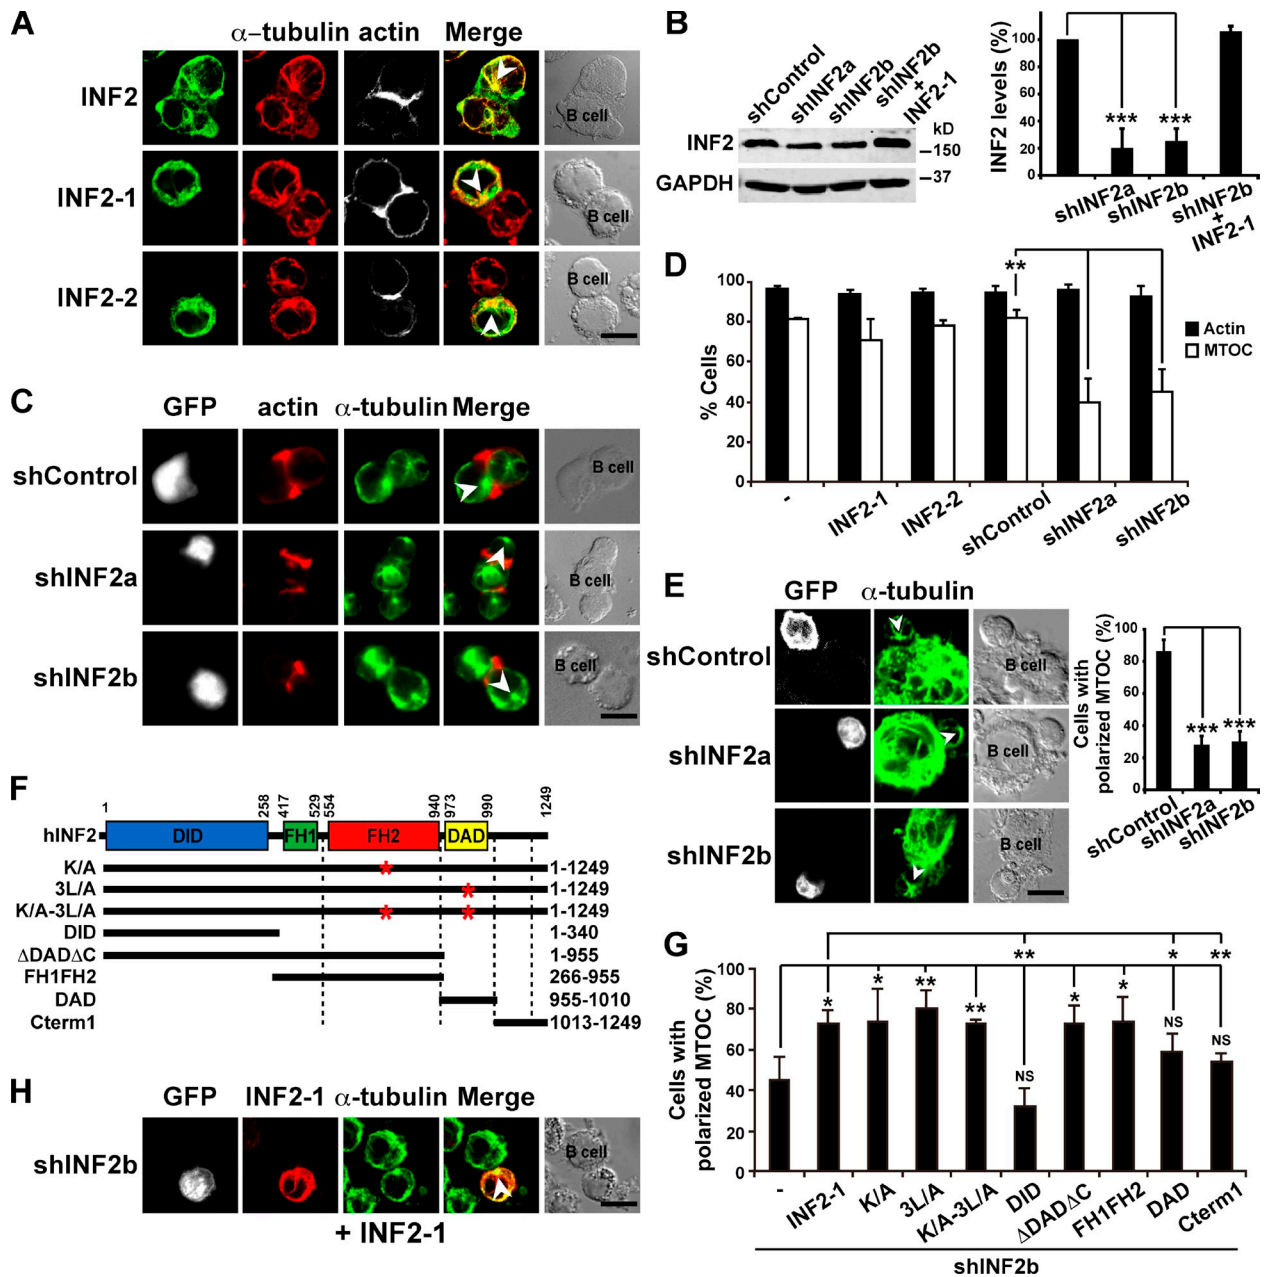 A
α–tubulin actin Merge
INF2
B cell
INF2-1
B cell
INF2-2
B cell
B
shControl
shINF2a
shINF2b
shINF2b
+
INF2-1
kD
INF2
150
GAPDH
37
INF2 levels (%)
100
80
60
40
20
0
***
***
shINF2a
shINF2b
shINF2b
+
INF2-1
C
GFP actin α-tubulin Merge
shControl
B cell
shINF2a
B cell
shINF2b
B cell
D
% Cells
100
80
60
40
20
0
**
Actin
MTOC
-
INF2-1
INF2-2
shControl
shINF2a
shINF2b
E
GFP α-tubulin
shControl
B cell
shINF2a
B cell
shINF2b
B cell
Cells with
polarized MTOC (%)
100
80
60
40
20
0
***
***
shControl
shINF2a
shINF2b
F
1 258 417 529 554 940 973 990 1249
hINF2 DID FH1 FH2 DAD
K/A * 1-1249
3L/A * 1-1249
K/A-3L/A * * 1-1249
DID 1-340
ΔDADΔC 1-955
FH1FH2 266-955
DAD 955-1010
Cterm1 1013-1249
G
Cells with
polarized MTOC (%)
100
80
60
40
60
0
** * **
* * ** ** NS * * NS NS
-
INF2-1
K/A
3L/A
K/A-3L/A
DID
ΔDADΔC
FH1FH2
DAD
Cterm1
shINF2b
H
GFP INF2-1 α-tubulin Merge
shINF2b
B cell
+ INF2-1